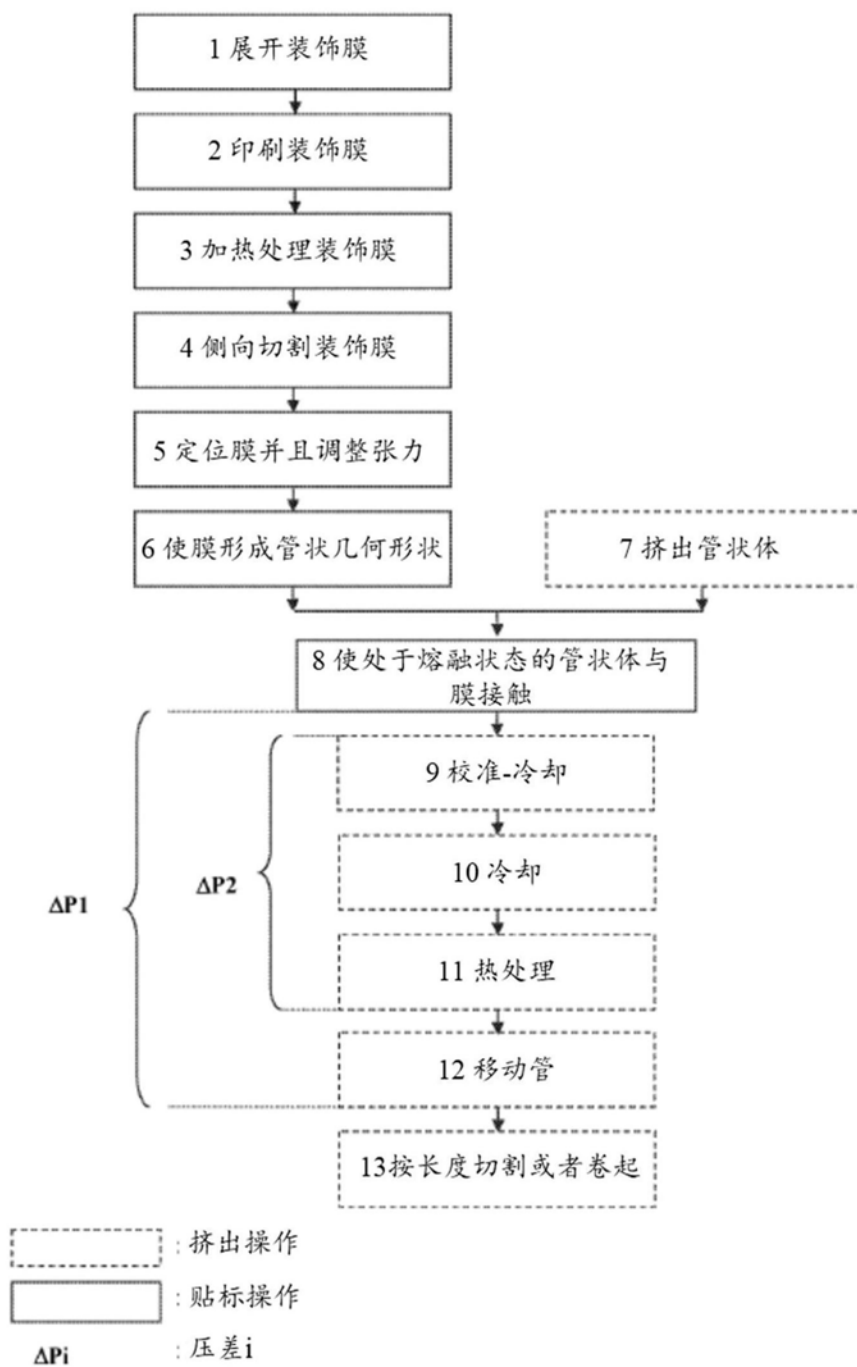 1 展开装饰膜
2 印刷装饰膜
3 加热处理装饰膜
4 侧向切割装饰膜
5 定位膜并且调整张力
6 使膜形成管状几何形状
7 挤出管状体
8 使处于熔融状态的管状体与
膜接触
9 校准-冷却
10 冷却
ΔP2
ΔP1
11 热处理
12 移动管
13按长度切割或者卷起
: 挤出操作
: 贴标操作
ΔPi : 压差i